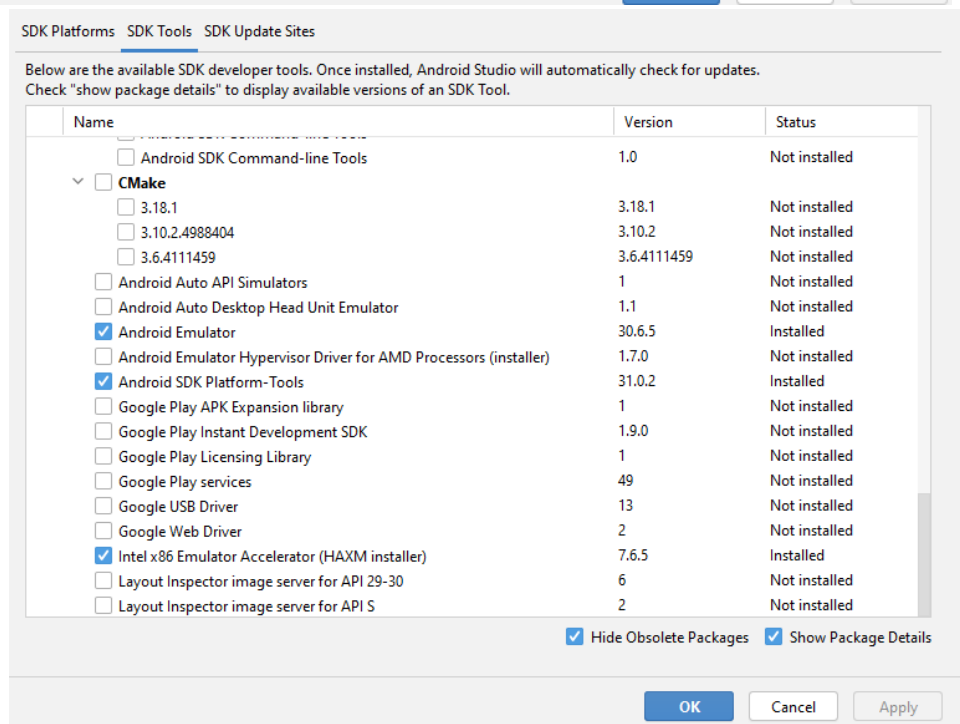 SDK Platforms SDK Tools SDK Update Sites
Below are the available SDK developer tools. Once installed, Android Studio will automatically check for updates.
Check "show package details" to display available versions of an SDK Tool.
Name Version Status
Android SDK Command-line Tools
Android SDK Command-line Tools 1.0 Not installed
CMake
3.18.1 3.18.1 Not installed
3.10.2.4988404 3.10.2 Not installed
3.6.4111459 3.6.4111459 Not installed
Android Auto API Simulators 1 Not installed
Android Auto Desktop Head Unit Emulator 1.1 Not installed
Android Emulator 30.6.5 Installed
Android Emulator Hypervisor Driver for AMD Processors (installer) 1.7.0 Not installed
Android SDK Platform-Tools 31.0.2 Installed
Google Play APK Expansion library 1 Not installed
Google Play Instant Development SDK 1.9.0 Not installed
Google Play Licensing Library 1 Not installed
Google Play services 49 Not installed
Google USB Driver 13 Not installed
Google Web Driver 2 Not installed
Intel x86 Emulator Accelerator (HAXM installer) 7.6.5 Installed
Layout Inspector image server for API 29-30 6 Not installed
Layout Inspector image server for API S 2 Not installed
Hide Obsolete Packages Show Package Details
OK Cancel Apply